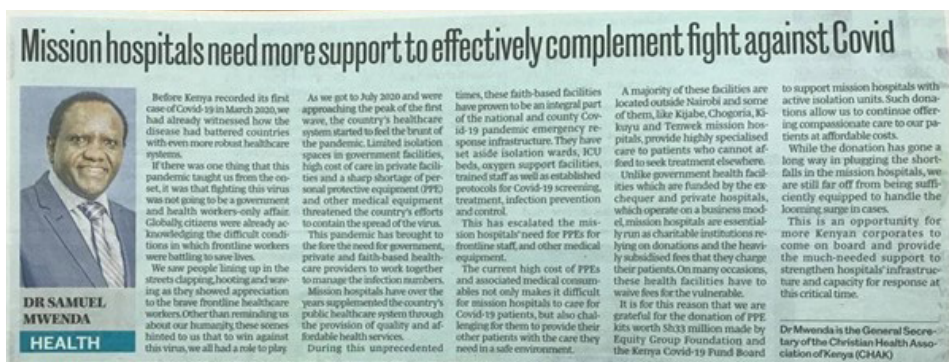 Mission hospitals need more support to effectively complement fight against Covid
DR SAMUEL
MWENDA
HEALTH
Before Kenya recorded its first
case of Covid-19 in March 2020, we
had already witnessed how the
disease had battered countries
with even more robust healthcare
systems.
If there was one thing that this
pandemic taught us from the on-
set, it was that fighting this virus
was not going to be a government
and health workers-only affair.
Globally, citizens were already ac-
knowledging the difficult condi-
tions in which frontline workers
were battling to save lives.
We saw people lining up in the
streets clapping, hooting and wav-
ing as they showed appreciation
to the brave frontline healthcare
workers. Other than reminding us
about our humanity, these scenes
hinted to us that to win against
this virus, we all had a role to play.
As we got to July 2020 and were
approaching the peak of the first
wave, the country's healthcare
system started to feel the brunt of
the pandemic. Limited isolation
spaces in government facilities,
high cost of care in private facili-
ties and a sharp shortage of per-
sonal protective equipment (PPE)
and other medical equipment
threatened the country's efforts
to contain the spread of the virus.
This pandemic has brought to
the fore the need for government,
private and faith-based health-
care providers to work together
to manage the infection numbers.
Mission hospitals have over the
years supplemented the country's
public healthcare system through
the provision of quality and af-
fordable health services.
During this unprecedented
times, these faith-based facilities
have proven to be an integral part
of the national and county Cov-
id-19 pandemic emergency re-
sponse infrastructure. They have
set aside isolation wards, ICU
beds, oxygen support facilities,
trained staff as well as established
protocols for Covid-19 screening,
treatment, infection prevention
and control.
This has escalated the mis-
sion hospitals' need for PPEs for
frontline staff, and other medical
equipment.
The current high cost of PPEs
and associated medical consum-
ables not only makes it difficult
for mission hospitals to care for
Covid-19 patients, but also chal-
lenging for them to provide their
other patients with the care they
need in a safe environment.
A majority of these facilities are
located outside Nairobi and some
of them, like Kijabe, Chogoria, Ki-
kuyu and Tenwek mission hos-
pitals, provide highly specialised
care to patients who cannot af-
ford to seek treatment elsewhere.
Unlike government health facil-
ities which are funded by the ex-
chequer and private hospitals,
which operate on a business mod-
el, mission hospitals are essential-
ly run as charitable institutions re-
lying on donations and the heavi-
ly subsidised fees that they charge
their patients. On many occasions,
these health facilities have to
waive fees for the vulnerable.
It is for this reason that we are
grateful for the donation of PPE
kits worth Sh33 million made by
Equity Group Foundation and
the Kenya Covid-19 Fund Board
to support mission hospitals with
active isolation units. Such dona-
tions allow us to continue offer-
ing compassionate care to our pa-
tients at affordable costs.
While the donation has gone a
long way in plugging the short-
falls in the mission hospitals, we
are still far off from being suffi-
ciently equipped to handle the
looming surge in cases.
This is an opportunity for
more Kenyan corporates to
come on board and provide
the much-needed support to
strengthen hospitals' infrastruc-
ture and capacity for response at
this critical time.
Dr Mwenda is the General Secre-
tary of the Christian Health Asso-
ciation of Kenya (CHAK)